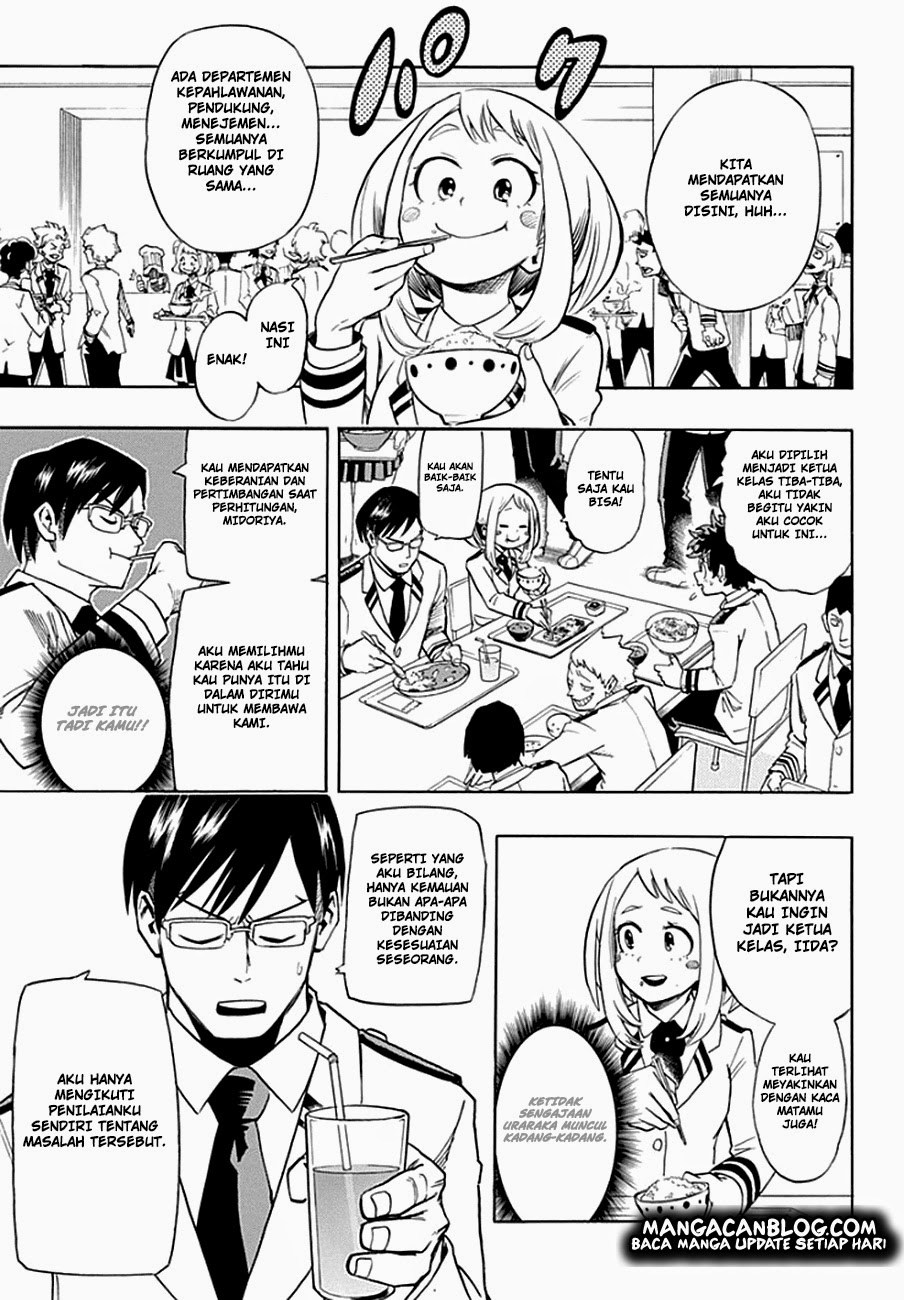 パク
KITA
MENDAPATKAN
SEMUANYA
DISINI, HUH...
ADA DEPARTEMEN
KEPAHLAWANAN,
PENDUKUNG,
MENEJEMEN...
SEMUANYA
BERKUMPUL DI
RUANG YANG
SAMA...
NASI
INI
ENAK!
AKU DIPILIH
MENJADI KETUA
KELAS TIBA-TIBA,
AKU TIDAK
BEGITU YAKIN
AKU COCOK
UNTUK INI...
TENTU
SAJA KAU
BISA!
KAU AKAN
BAIK-BAIK
SAJA.
KAU MENDAPATKAN
KEBERANIAN DAN
PERTIMBANGAN SAAT
PERHITUNGAN,
MIDORIYA.
AKU MEMILIHMU
KARENA AKU TAHU
KAU PUNYA ITU DI
DALAM DIRIMU
UNTUK MEMBAWA
KAMI.
JADI ITU
TADI KAMU!!
TAPI
BUKANNYA
KAU INGIN
JADI KETUA
KELAS, IIDA?
KAU
TERLIHAT
MEYAKINKAN
DENGAN KACA
MATAMU
JUGA!
KETIDAK
SENGAJAAN
URARAKA MUNCUL
KADANG-KADANG.
SEPERTI YANG
AKU BILANG,
HANYA KEMAUAN
BUKAN APA-APA
DIBANDING
DENGAN
KESESUAIAN
SESEORANG.
AKU HANYA
MENGIKUTI
PENILAIANKU
SENDIRI TENTANG
MASALAH TERSEBUT.
MANGACANBLOG.COM
BACA MANGA UPDATE SETIAP HARI